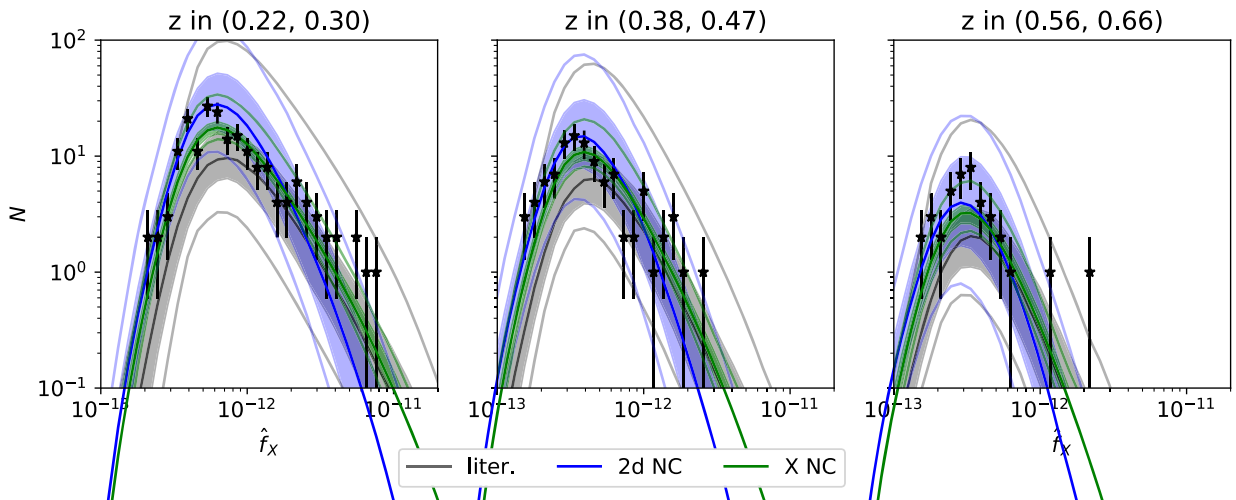 z in (0.22, 0.30)
z in (0.38, 0.47)
z in (0.56, 0.66)
N
10²
10¹
10⁰
10⁻¹
10⁻¹³ 10⁻¹² 10⁻¹¹
10⁻¹³ 10⁻¹² 10⁻¹¹
10⁻¹³ 10⁻¹² 10⁻¹¹
f̂_X
f̂_X
liter. 2d NC X NC